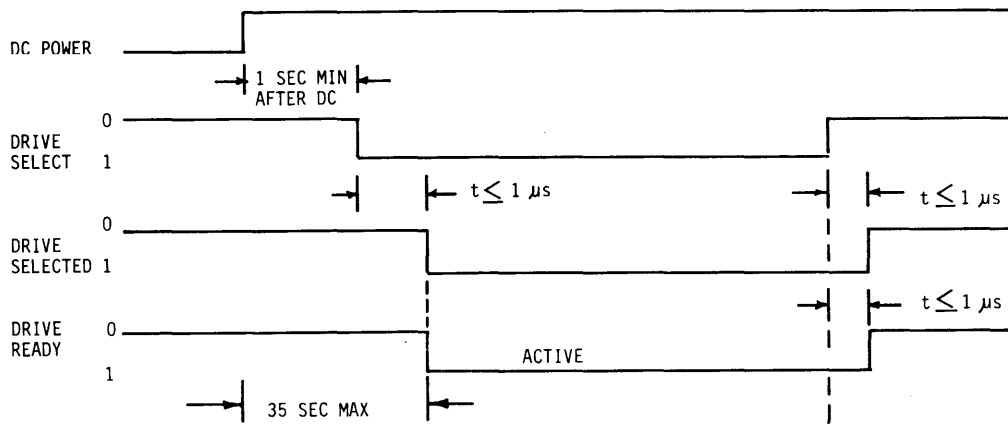 DC POWER
1 SEC MIN
AFTER DC
0
DRIVE
SELECT
1
t ≤ 1 μs
t ≤ 1 μs
0
DRIVE
SELECTED 1
t ≤ 1 μs
DRIVE 0
READY
1
ACTIVE
35 SEC MAX